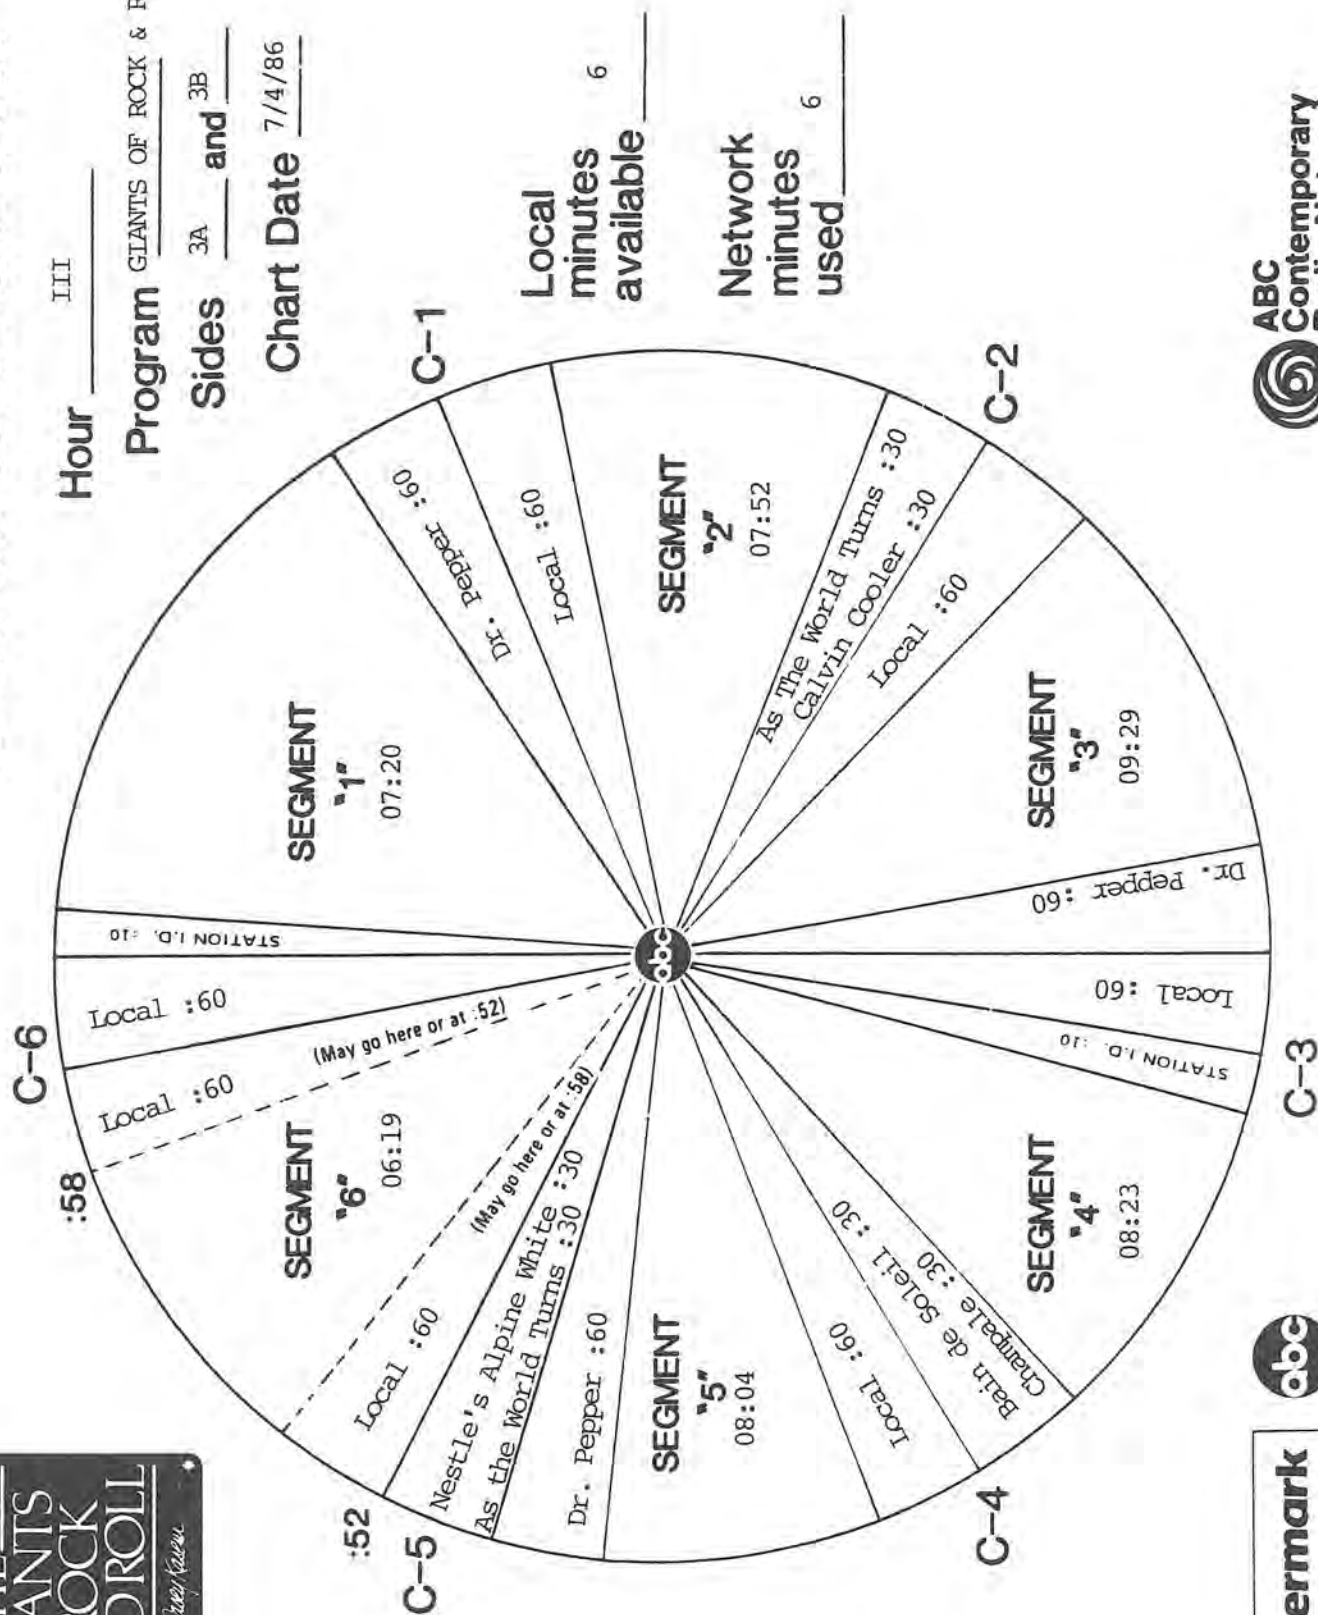 Hour III
Program GIANTS OF ROCK &
Sides 3A and 3B
Chart Date 7/4/86
Local
minutes
available 6
Network
minutes
used 6
ANTS
ROCK
ROLL
C-6
:58
STATION I.D. :10
SEGMENT
"1"
07:20
Dr. Pepper :60
C-1
Local :60
SEGMENT
"2"
07:52
As The World Turns :30
Calvin Cooler :30
C-2
Local :60
SEGMENT
"3"
09:29
Dr. Pepper :60
C-3
Local :60
STATION I.D. :10
SEGMENT
"4"
08:23
Champale :30
Bain de Soleil :30
C-4
Local :60
SEGMENT
"5"
08:04
Dr. Pepper :60
As the World Turns :30
Nestle's Alpine White :30
C-5
:52
Local :60
(May go here or at :58)
SEGMENT
"6"
06:19
(May go here or at :52)
Local :60
Local :60
abc
ermark
abc
ABC
Contemporary